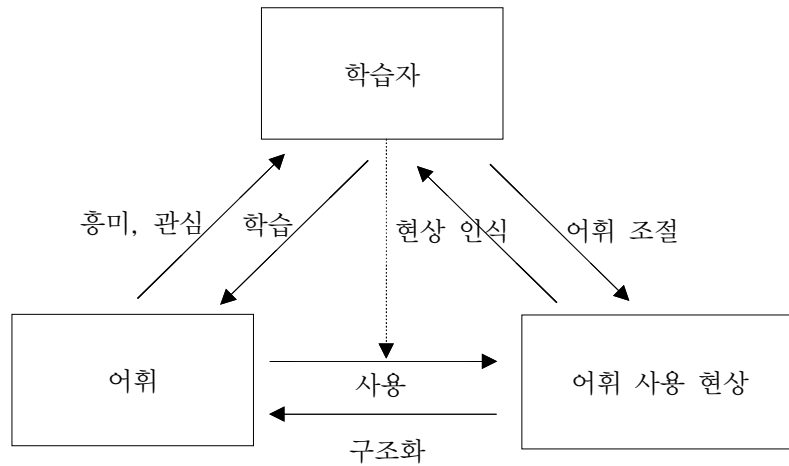 학습자
흥미, 관심
학습
현상 인식
어휘 조절
어휘
사용
어휘 사용 현상
구조화